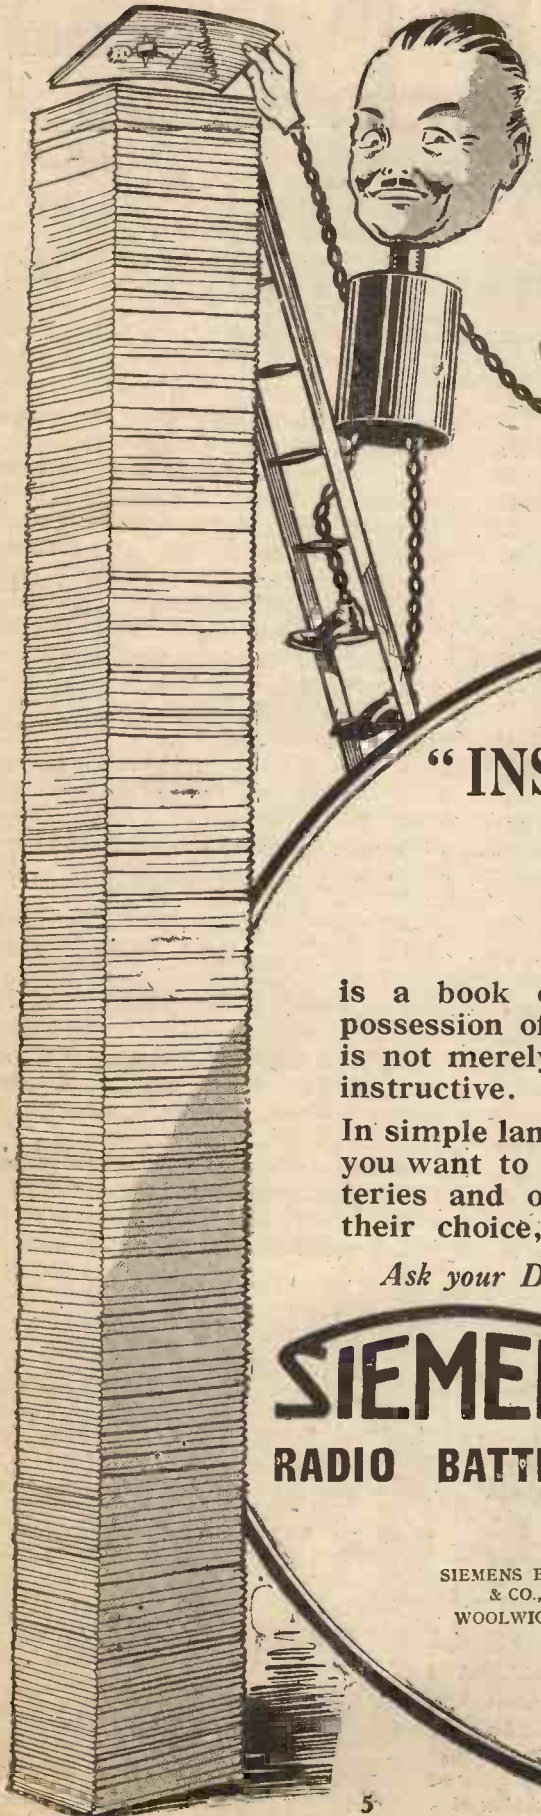 “INS
is a book
possession of
is not merely
instructive.
In simple lan
you want to
teries and o
their choice,
Ask your D
SIEME
RADIO BATT
SIEMENS B
& CO.,
WOOLWIC
5